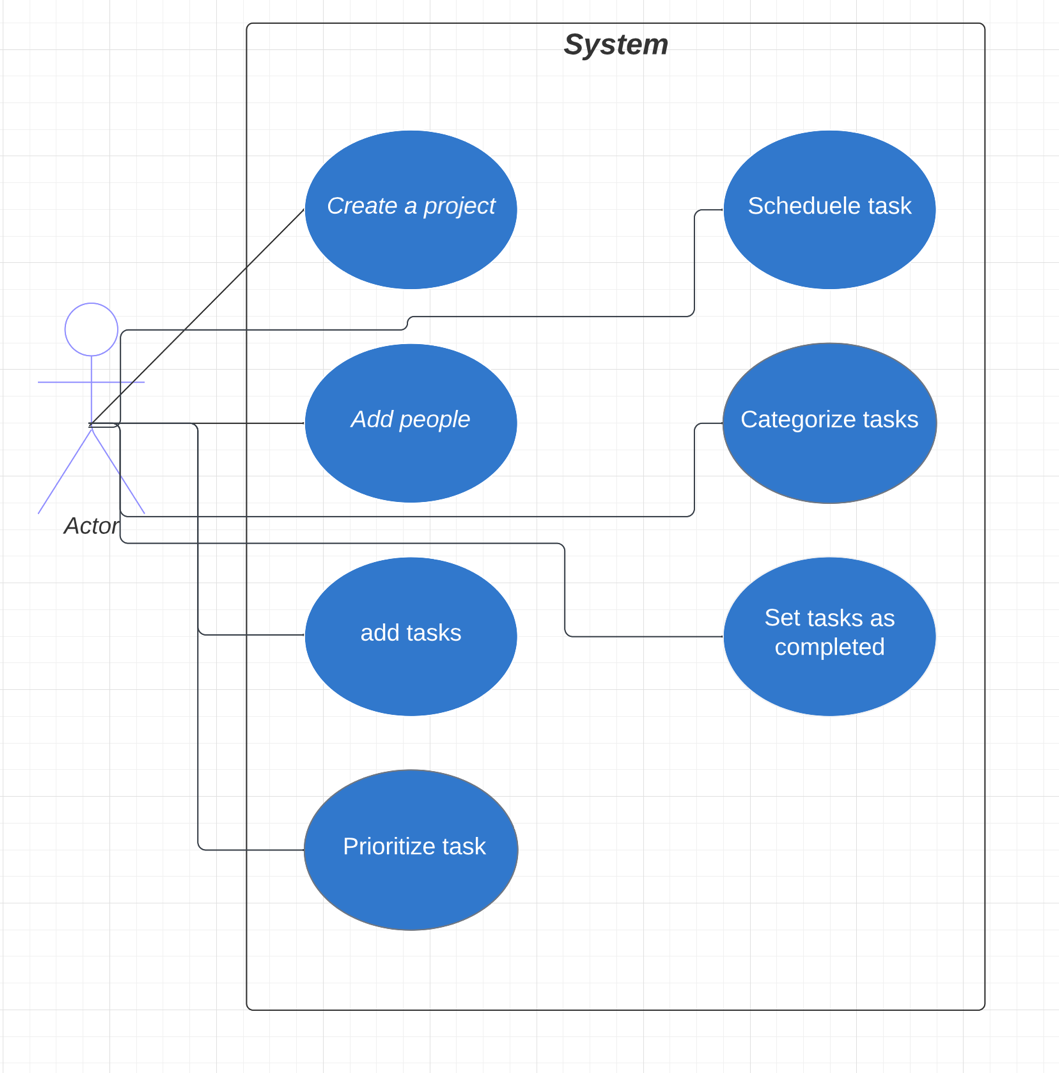 System
Create a project
Scheduele task
Add people
Categorize tasks
Actor
add tasks
Set tasks as
completed
Prioritize task